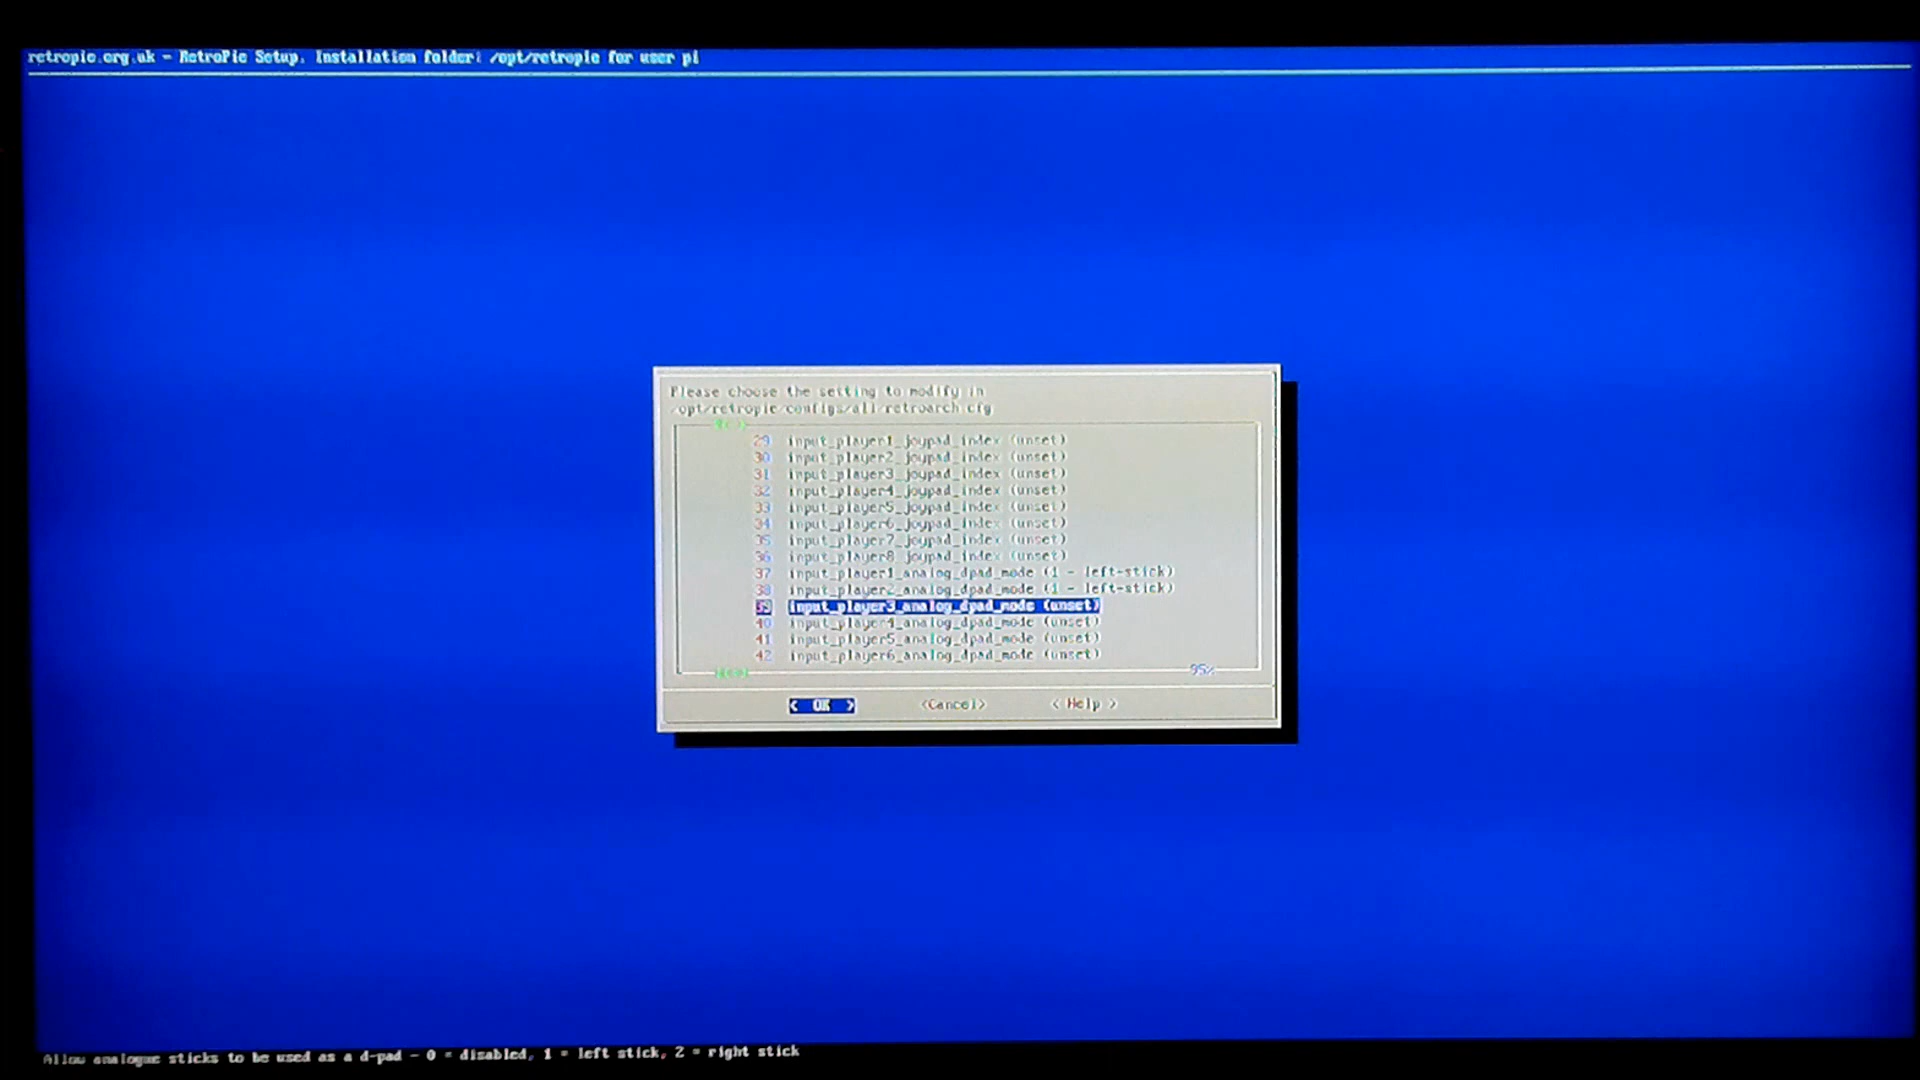 retropie.org.uk - RetroPie Setup. Installation folder: /opt/retropie for user pi
Please choose the setting to modify in
/opt/retropie/configs/all/retroarch.cfg
29 input_player1_joypad_index (unset)
30 input_player2_joypad_index (unset)
31 input_player3_joypad_index (unset)
32 input_player4_joypad_index (unset)
33 input_player5_joypad_index (unset)
34 input_player6_joypad_index (unset)
35 input_player7_joypad_index (unset)
36 input_player8_joypad_index (unset)
37 input_player1_analog_dpad_mode (1 - left-stick)
38 input_player2_analog_dpad_mode (1 - left-stick)
39 input_player3_analog_dpad_mode (unset)
40 input_player4_analog_dpad_mode (unset)
41 input_player5_analog_dpad_mode (unset)
42 input_player6_analog_dpad_mode (unset)
95%
< OK > <Cancel> < Help >
Allow analogue sticks to be used as a d-pad - 0 = disabled, 1 = left stick, 2 = right stick